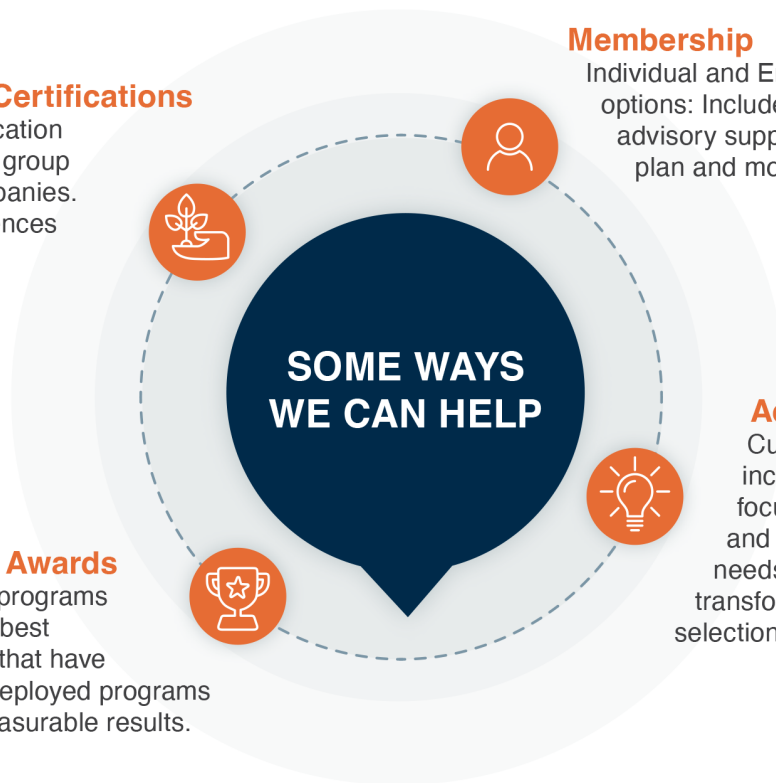 Membership
Individual and E
options: Include
advisory supp
plan and mo
Certifications
cation
group
panies.
nces
SOME WAYS
WE CAN HELP
Ad
Cu
inc
focu
and
needs
transfo
selection
Awards
programs
best
that have
eployed programs
asurable results.